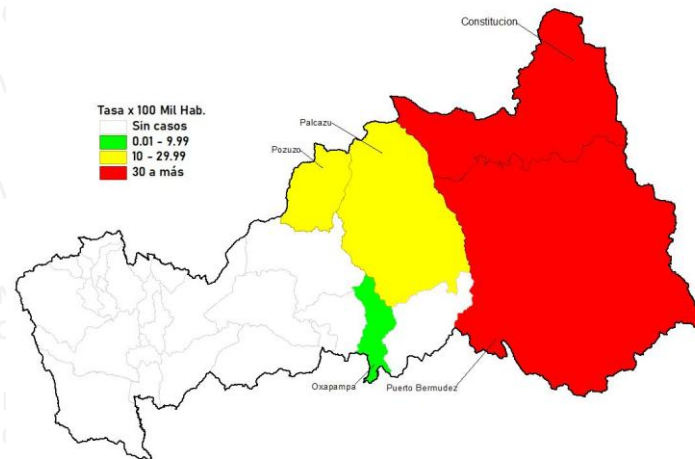 Constitucion
Tasa x 100 Mil Hab.
Sin casos
0.01 - 9.99
10 - 29.99
30 a más
Palcazu
Pozuzo
Oxapampa
Puerto Bermudez